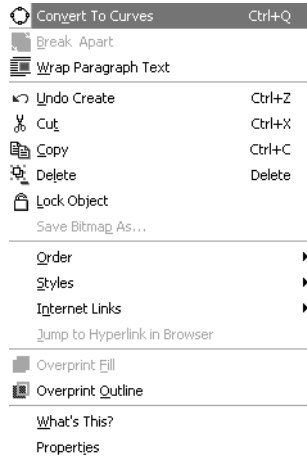 Convert To Curves Ctrl+Q
Break Apart
Wrap Paragraph Text
Undo Create Ctrl+Z
Cut Ctrl+X
Copy Ctrl+C
Delete Delete
Lock Object
Save Bitmap As...
Order
Styles
Internet Links
Jump to Hyperlink in Browser
Overprint Fill
Overprint Outline
What's This?
Properties